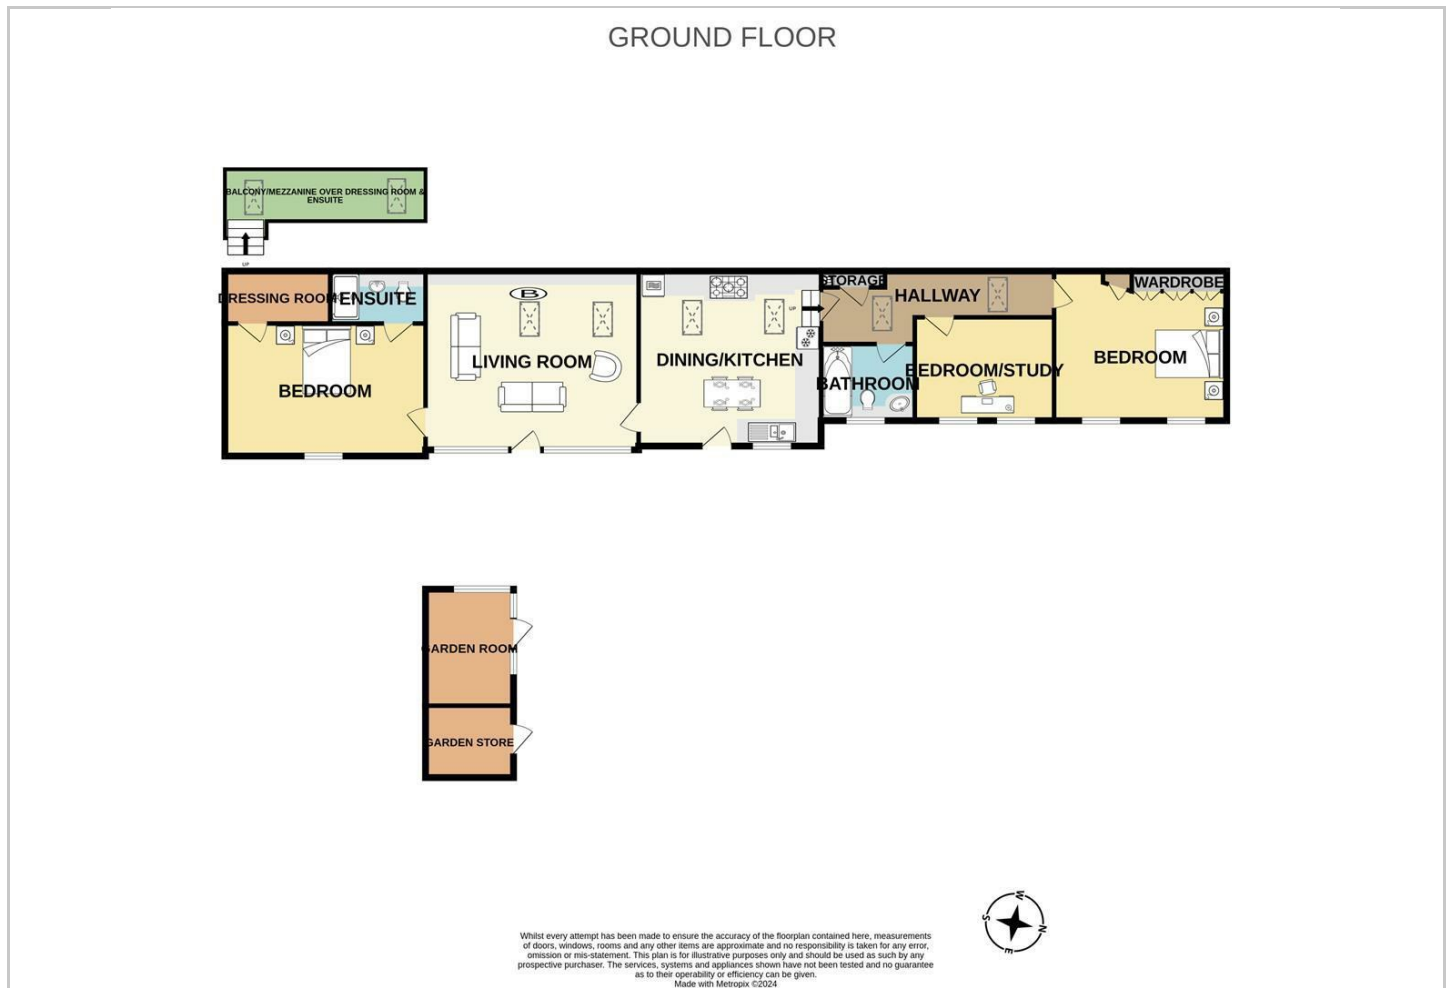 GROUND FLOOR
BALCONY/MEZZANINE OVER DRESSING ROOM &
ENSUITE
UP
DRESSING ROOM
ENSUITE
B
UP
STORAGE
HALLWAY
WARDROBE
BEDROOM
LIVING ROOM
DINING/KITCHEN
BATHROOM
BEDROOM/STUDY
BEDROOM
GARDEN ROOM
GARDEN STORE
W
S
N
E
Whilst every attempt has been made to ensure the accuracy of the floorplan contained here, measurements
of doors, windows, rooms and any other items are approximate and no responsibility is taken for any error,
omission or mis-statement. This plan is for illustrative purposes only and should be used as such by any
prospective purchaser. The services, systems and appliances shown have not been tested and no guarantee
as to their operability or efficiency can be given.
Made with Metropix ©2024